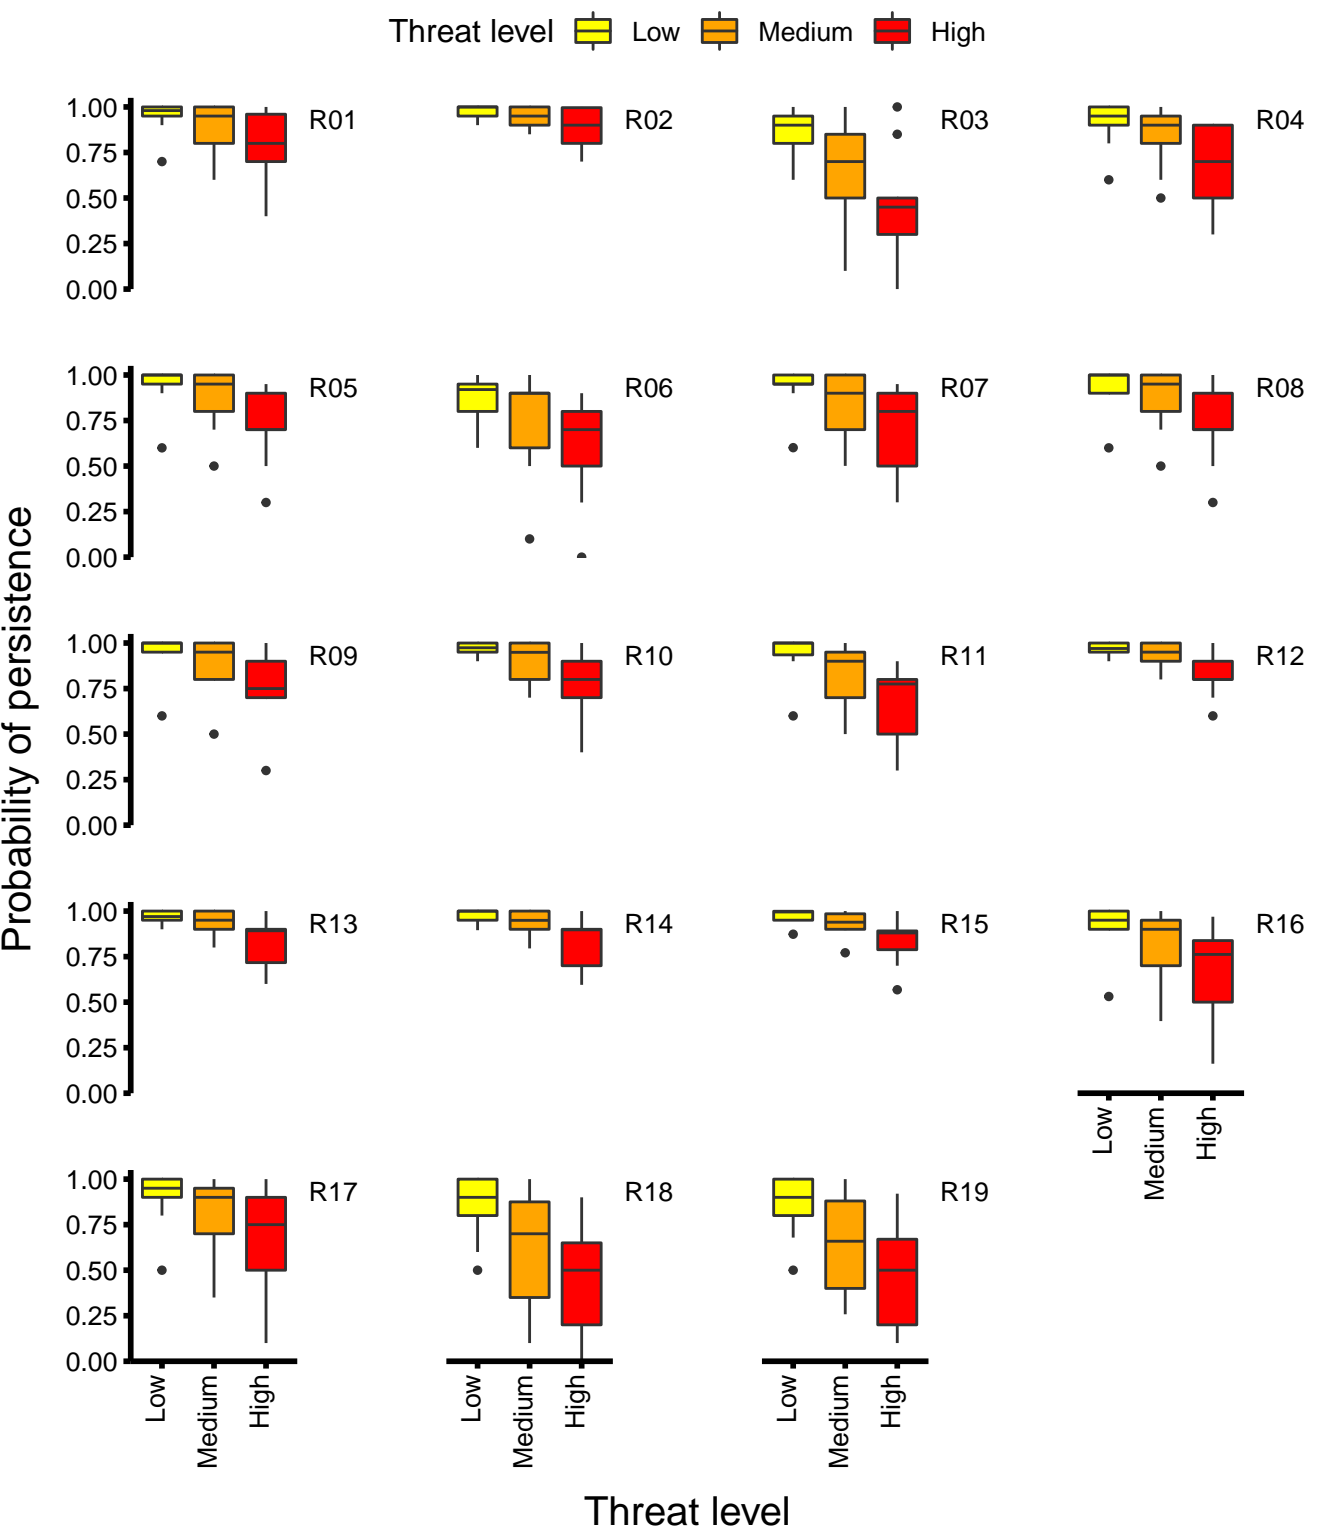 Threat level Low Medium High
1.00 R01 R02 R03 R04
0.75
0.50
0.25
0.00
1.00 R05 R06 R07 R08
0.75
0.50
0.25
0.00
Probability of persistence
1.00 R09 R10 R11 R12
0.75
0.50
0.25
0.00
1.00 R13 R14 R15 R16
0.75
0.50
0.25
0.00
Low Medium High
1.00 R17 R18 R19
0.75
0.50
0.25
0.00
Low Medium High Low Medium High Low Medium High
Threat level